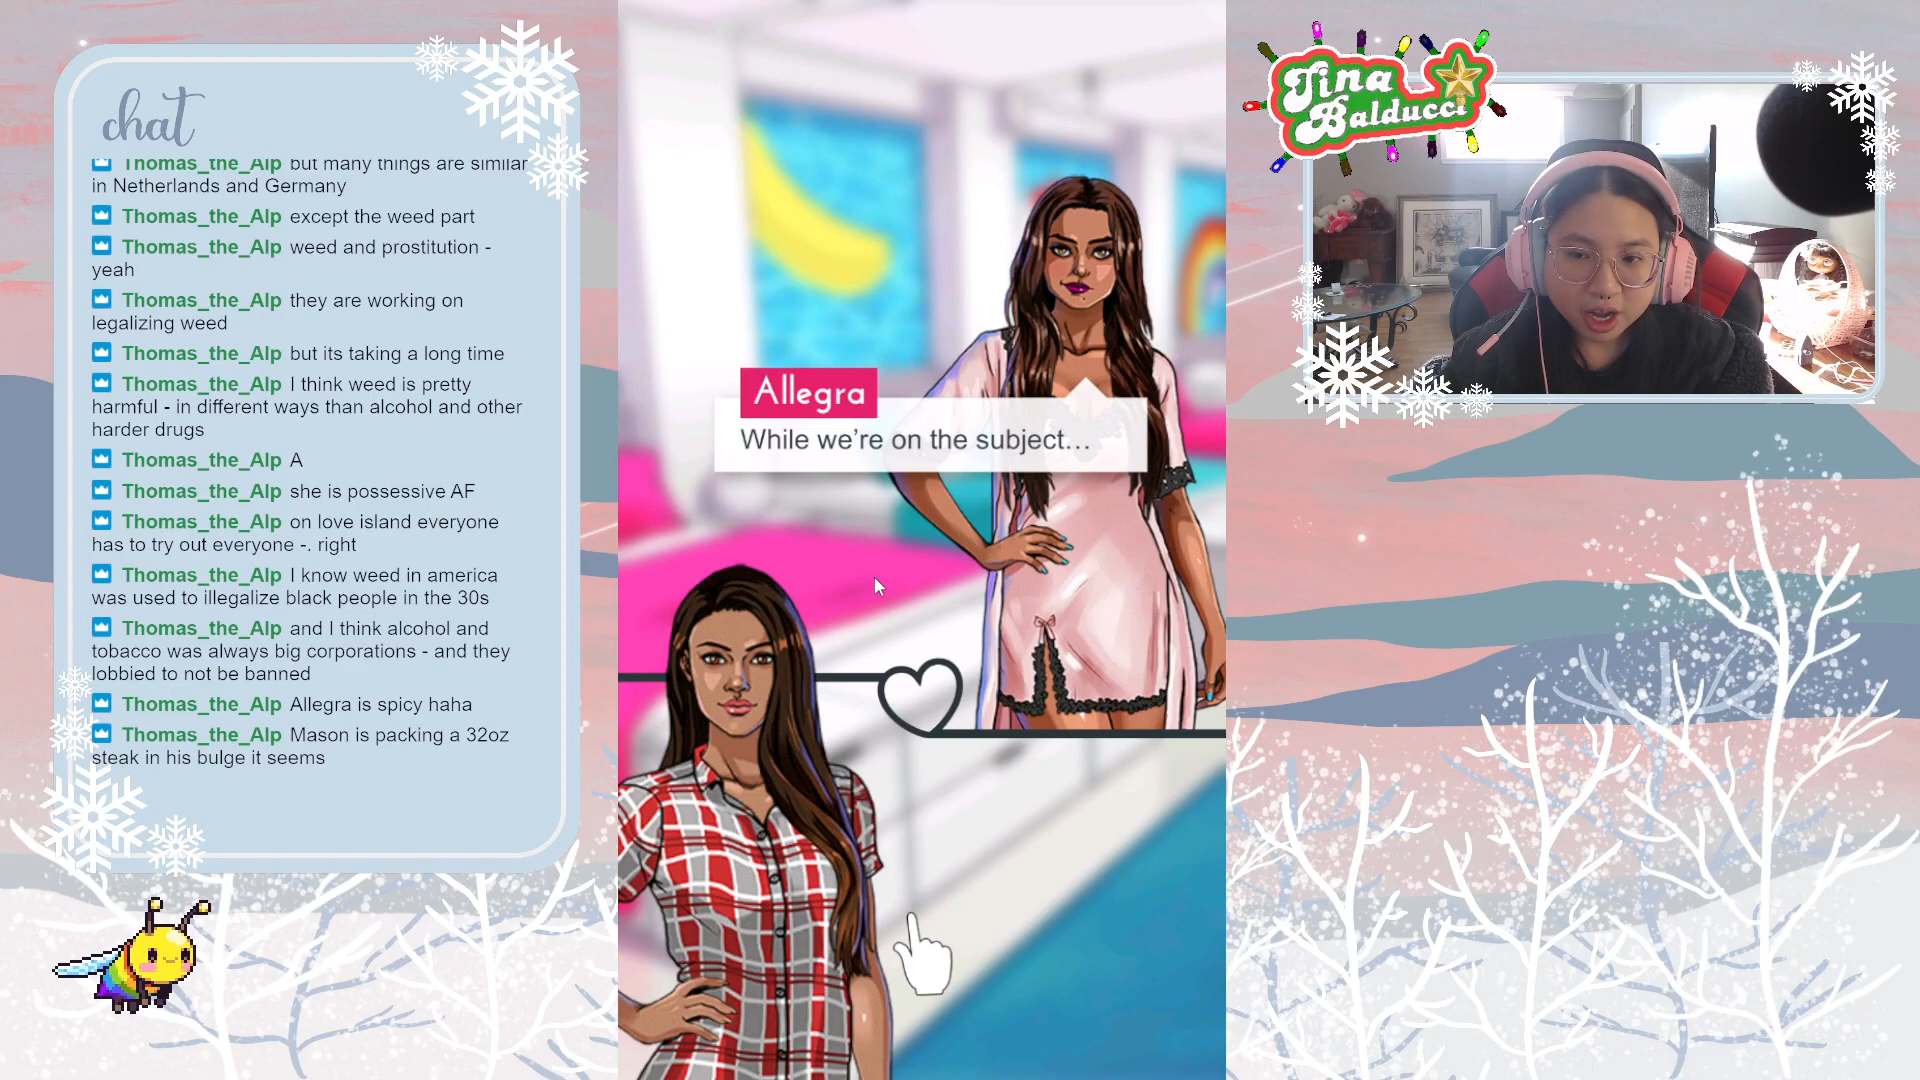 chat
Thomas_the_Alp but many things are similar
in Netherlands and Germany
Thomas_the_Alp except the weed part
Thomas_the_Alp weed and prostitution -
yeah
Thomas_the_Alp they are working on
legalizing weed
Thomas_the_Alp but its taking a long time
Thomas_the_Alp I think weed is pretty
harmful - in different ways than alcohol and other
harder drugs
Thomas_the_Alp A
Thomas_the_Alp she is possessive AF
Thomas_the_Alp on love island everyone
has to try out everyone -. right
Thomas_the_Alp I know weed in america
was used to illegalize black people in the 30s
Thomas_the_Alp and I think alcohol and
tobacco was always big corporations - and they
lobbied to not be banned
Thomas_the_Alp Allegra is spicy haha
Thomas_the_Alp Mason is packing a 32oz
steak in his bulge it seems
Allegra
While we’re on the subject…
Tina
Balducci